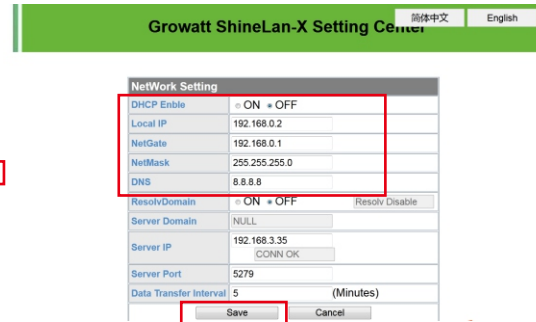 简体中文 English
Growatt ShineLan-X Setting Center
NetWork Setting
DHCP Enble ON OFF
Local IP 192.168.0.2
NetGate 192.168.0.1
NetMask 255.255.255.0
DNS 8.8.8.8
ResolvDomain ON OFF Resolv Disable
Server Domain NULL
Server IP 192.168.3.35
CONN OK
Server Port 5279
Data Transfer Interval 5 (Minutes)
Save Cancel